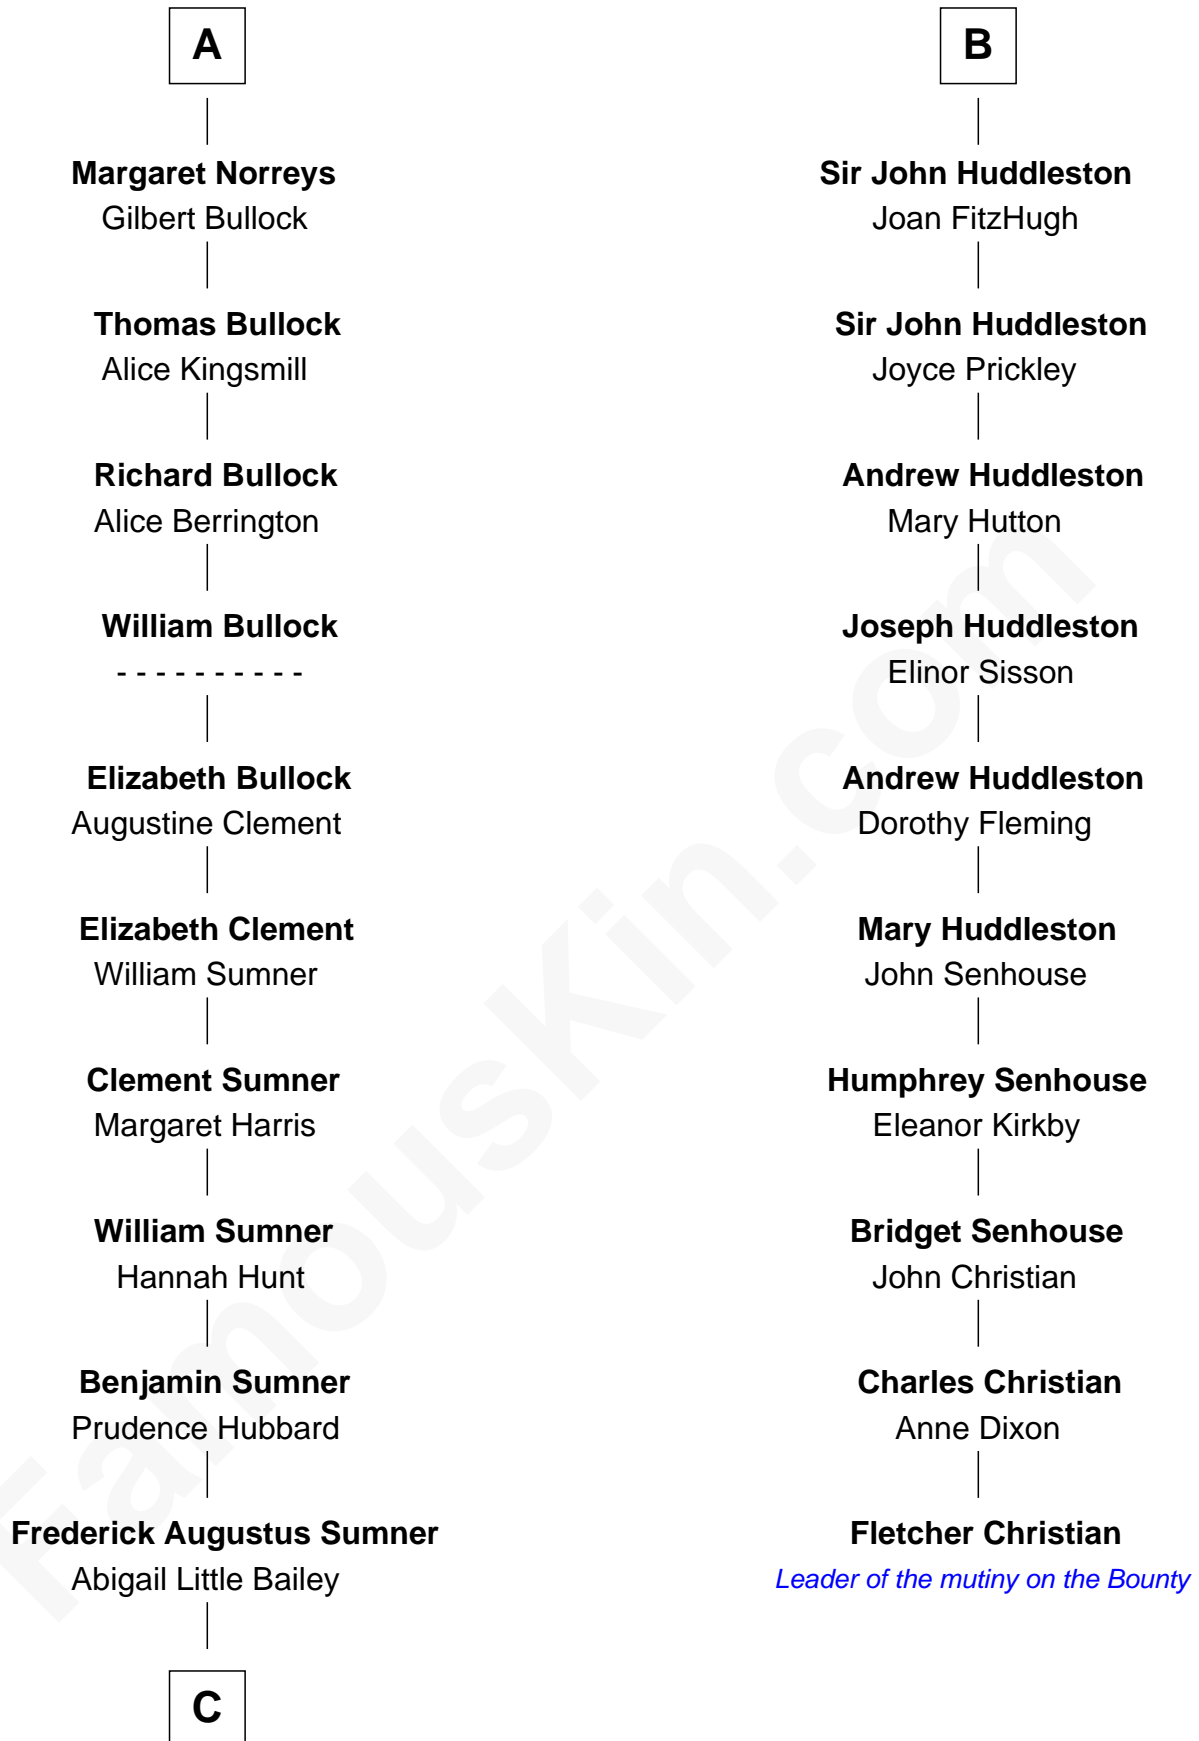 A
Margaret Norreys
Gilbert Bullock
Thomas Bullock
Alice Kingsmill
Richard Bullock
Alice Berrington
William Bullock
- - - - - - - - - -
Elizabeth Bullock
Augustine Clement
Elizabeth Clement
William Sumner
Clement Sumner
Margaret Harris
William Sumner
Hannah Hunt
Benjamin Sumner
Prudence Hubbard
Frederick Augustus Sumner
Abigail Little Bailey
C
B
Sir John Huddleston
Joan FitzHugh
Sir John Huddleston
Joyce Prickley
Andrew Huddleston
Mary Hutton
Joseph Huddleston
Elinor Sisson
Andrew Huddleston
Dorothy Fleming
Mary Huddleston
John Senhouse
Humphrey Senhouse
Eleanor Kirkby
Bridget Senhouse
John Christian
Charles Christian
Anne Dixon
Fletcher Christian
Leader of the mutiny on the Bounty
FamousKin.com